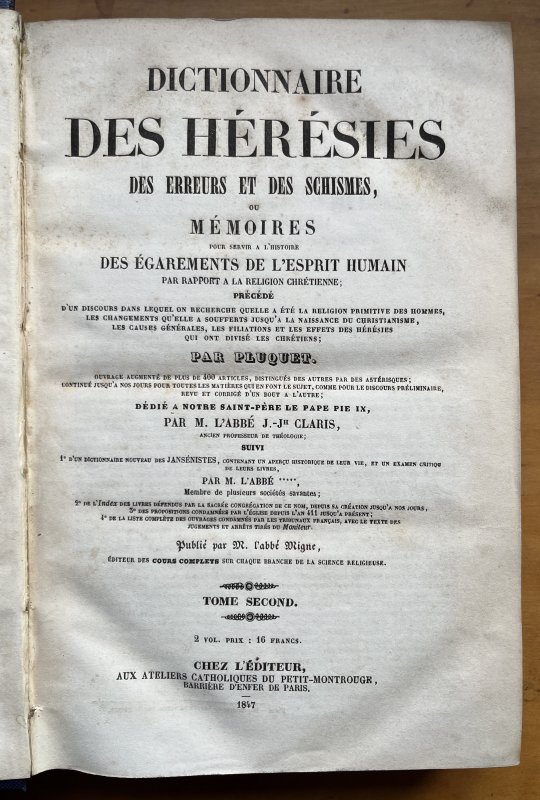 DICTIONNAIRE
DES HÉRÉSIES
DES ERREURS ET DES SCHISMES,
OU
MÉMOIRES
POUR SERVIR A L'HISTOIRE
DES ÉGAREMENTS DE L'ESPRIT HUMAIN
PAR RAPPORT A LA RELIGION CHRÉTIENNE;
PRÉCÉDÉ
D'UN DISCOURS DANS LEQUEL ON RECHERCHE QUELLE A ÉTÉ LA RELIGION PRIMITIVE DES HOMMES,
LES CHANGEMENTS QU'ELLE A SOUFFERTS JUSQU'A LA NAISSANCE DU CHRISTIANISME,
LES CAUSES GÉNÉRALES, LES FILIATIONS ET LES EFFETS DES HÉRÉSIES
QUI ONT DIVISÉ LES CHRÉTIENS;
PAR PLUQUET.
OUVRAGE AUGMENTÉ DE PLUS DE 400 ARTICLES, DISTINGUÉS DES AUTRES PAR DES ASTÉRISQUES;
CONTINUÉ JUSQU'A NOS JOURS POUR TOUTES LES MATIÈRES QUI EN FONT LE SUJET, COMME POUR LE DISCOURS PRÉLIMINAIRE,
REVU ET CORRIGÉ D'UN BOUT A L'AUTRE;
DÉDIÉ A NOTRE SAINT-PÈRE LE PAPE PIE IX,
PAR M. L'ABBÉ J.-JH CLARIS,
ANCIEN PROFESSEUR DE THÉOLOGIE;
SUIVI
1° D'UN DICTIONNAIRE NOUVEAU DES JANSÉNISTES, CONTENANT UN APERÇU HISTORIQUE DE LEUR VIE, ET UN EXAMEN CRITIQUE
DE LEURS LIVRES,
PAR M. L'ABBÉ *****,
Membre de plusieurs sociétés savantes;
2° DE L'Index DES LIVRES DÉFENDUS PAR LA SACRÉE CONGRÉGATION DE CE NOM, DEPUIS SA CRÉATION JUSQU'A NOS JOURS,
3° DES PROPOSITIONS CONDAMNÉES PAR L'ÉGLISE DEPUIS L'AN 411 JUSQU'A PRÉSENT;
4° DE LA LISTE COMPLÈTE DES OUVRAGES CONDAMNÉS PAR LES TRIBUNAUX FRANÇAIS, AVEC LE TEXTE DES
JUGEMENTS ET ARRÊTS TIRÉS DU Moniteur.
Publié par M. l'abbé Migne,
ÉDITEUR DES COURS COMPLETS SUR CHAQUE BRANCHE DE LA SCIENCE RELIGIEUSE.
TOME SECOND.
2 VOL. PRIX : 16 FRANCS.
CHEZ L'ÉDITEUR,
AUX ATELIERS CATHOLIQUES DU PETIT-MONTROUGE,
BARRIÈRE D'ENFER DE PARIS.
1847